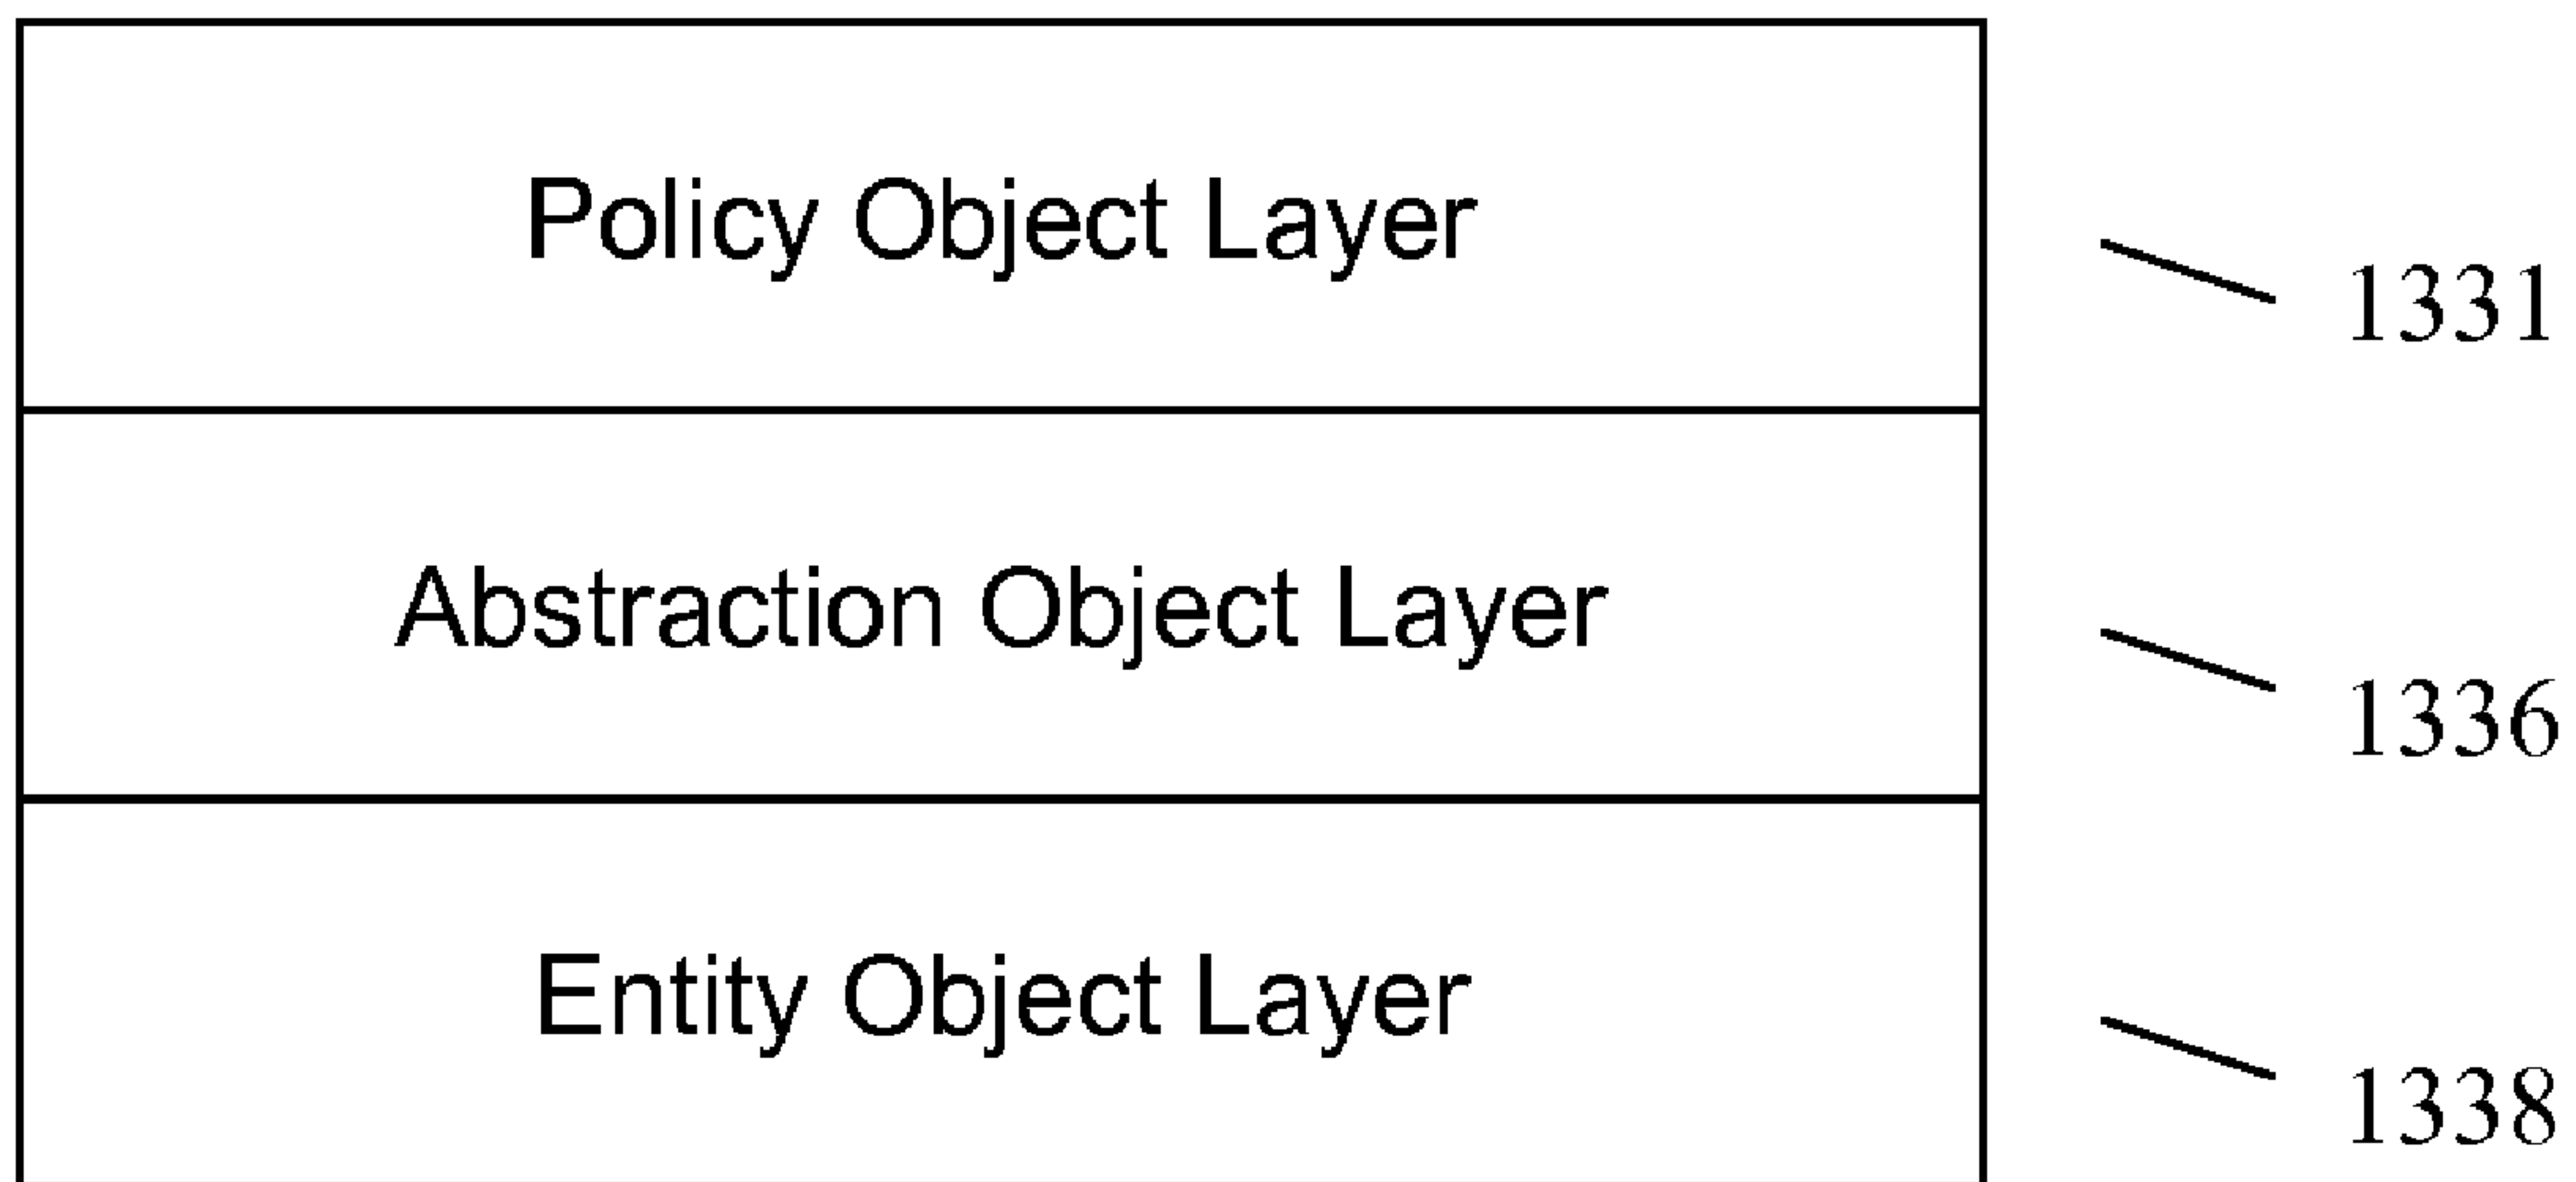 Policy Object Layer
1331
Abstraction Object Layer
1336
Entity Object Layer
1338